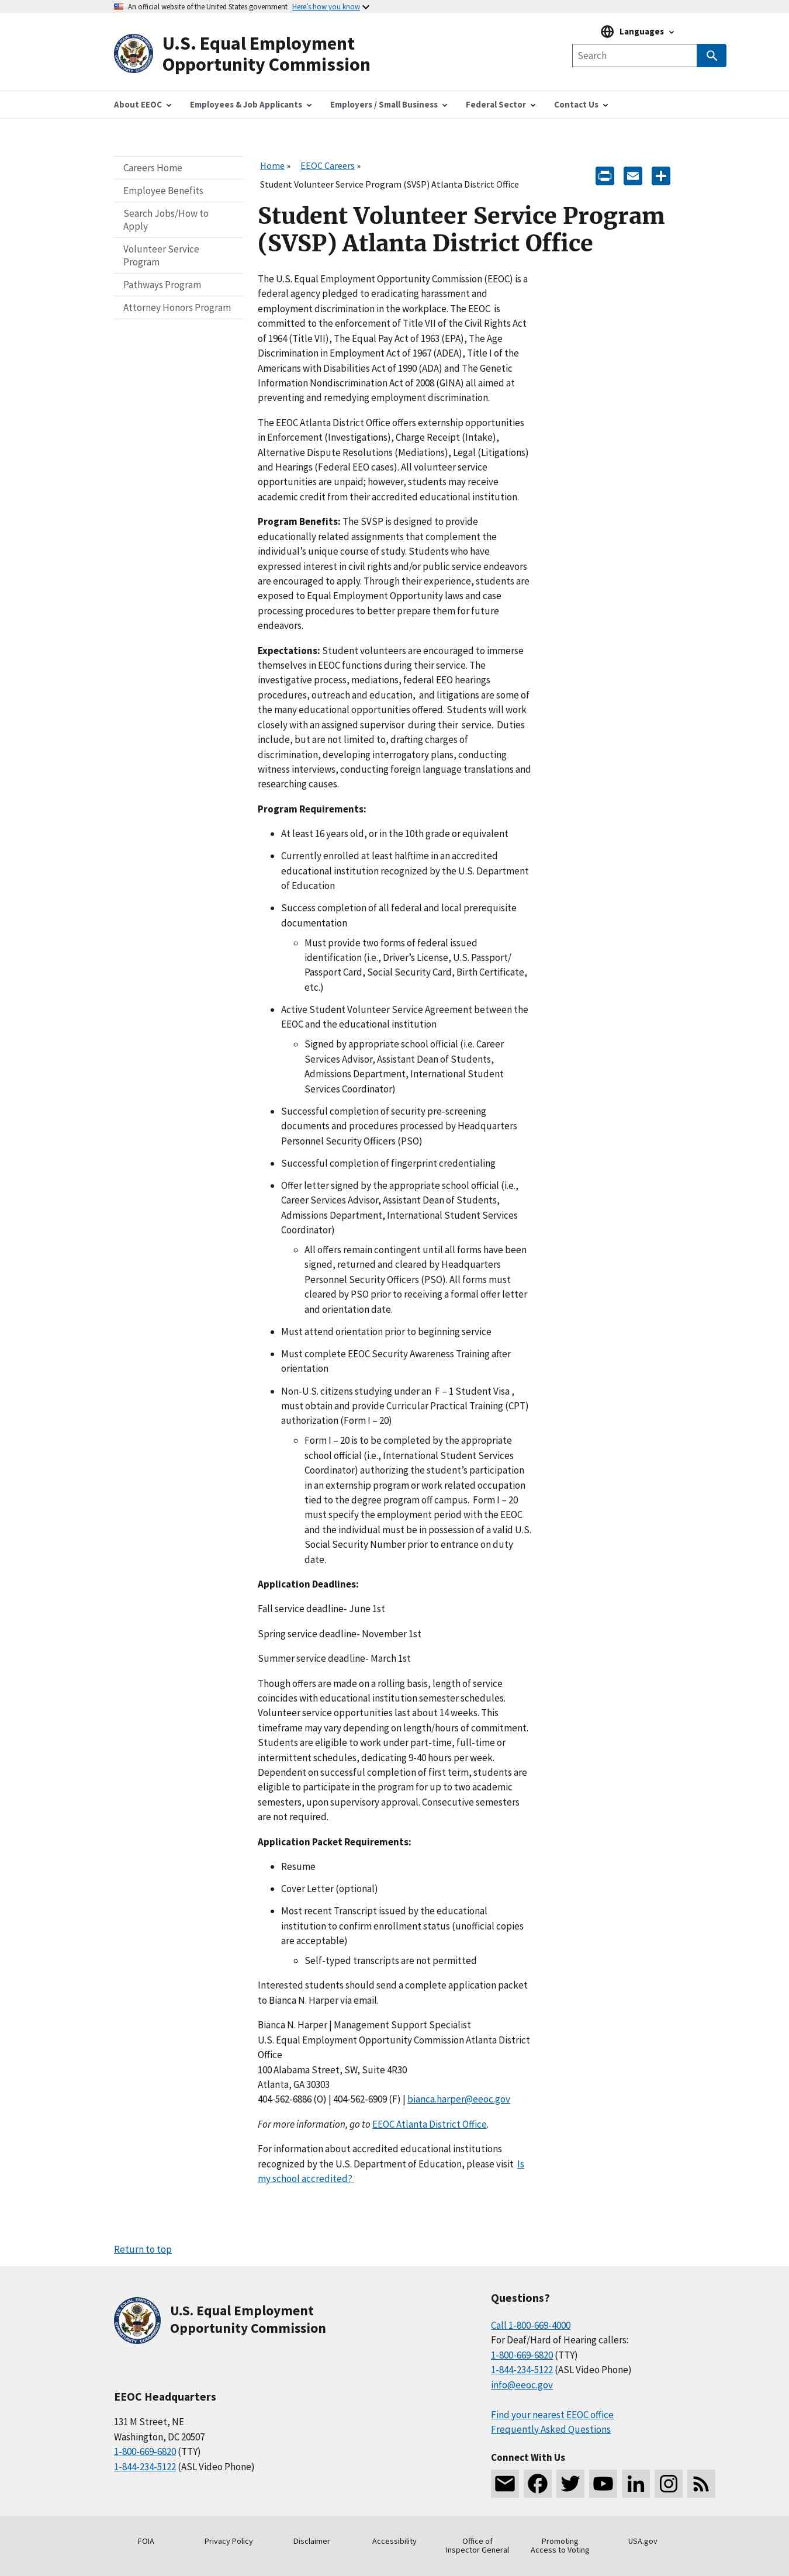 An official website of the United States government Here's how you know
U.S. Equal Employment
Opportunity Commission
Languages
Search
About EEOC
Employees & Job Applicants
Employers / Small Business
Federal Sector
Contact Us
Careers Home
Employee Benefits
Search Jobs/How to
Apply
Volunteer Service
Program
Pathways Program
Attorney Honors Program
Home » EEOC Careers »
Student Volunteer Service Program (SVSP) Atlanta District Office
Student Volunteer Service Program
(SVSP) Atlanta District Office
The U.S. Equal Employment Opportunity Commission (EEOC) is a
federal agency pledged to eradicating harassment and
employment discrimination in the workplace. The EEOC is
committed to the enforcement of Title VII of the Civil Rights Act
of 1964 (Title VII), The Equal Pay Act of 1963 (EPA), The Age
Discrimination in Employment Act of 1967 (ADEA), Title I of the
Americans with Disabilities Act of 1990 (ADA) and The Genetic
Information Nondiscrimination Act of 2008 (GINA) all aimed at
preventing and remedying employment discrimination.
The EEOC Atlanta District Office offers externship opportunities
in Enforcement (Investigations), Charge Receipt (Intake),
Alternative Dispute Resolutions (Mediations), Legal (Litigations)
and Hearings (Federal EEO cases). All volunteer service
opportunities are unpaid; however, students may receive
academic credit from their accredited educational institution.
Program Benefits: The SVSP is designed to provide
educationally related assignments that complement the
individual's unique course of study. Students who have
expressed interest in civil rights and/or public service endeavors
are encouraged to apply. Through their experience, students are
exposed to Equal Employment Opportunity laws and case
processing procedures to better prepare them for future
endeavors.
Expectations: Student volunteers are encouraged to immerse
themselves in EEOC functions during their service. The
investigative process, mediations, federal EEO hearings
procedures, outreach and education, and litigations are some of
the many educational opportunities offered. Students will work
closely with an assigned supervisor during their service. Duties
include, but are not limited to, drafting charges of
discrimination, developing interrogatory plans, conducting
witness interviews, conducting foreign language translations and
researching causes.
Program Requirements:
• At least 16 years old, or in the 10th grade or equivalent
• Currently enrolled at least halftime in an accredited
educational institution recognized by the U.S. Department
of Education
• Success completion of all federal and local prerequisite
documentation
◦ Must provide two forms of federal issued
identification (i.e., Driver's License, U.S. Passport/
Passport Card, Social Security Card, Birth Certificate,
etc.)
• Active Student Volunteer Service Agreement between the
EEOC and the educational institution
◦ Signed by appropriate school official (i.e. Career
Services Advisor, Assistant Dean of Students,
Admissions Department, International Student
Services Coordinator)
• Successful completion of security pre-screening
documents and procedures processed by Headquarters
Personnel Security Officers (PSO)
• Successful completion of fingerprint credentialing
• Offer letter signed by the appropriate school official (i.e.,
Career Services Advisor, Assistant Dean of Students,
Admissions Department, International Student Services
Coordinator)
◦ All offers remain contingent until all forms have been
signed, returned and cleared by Headquarters
Personnel Security Officers (PSO). All forms must
cleared by PSO prior to receiving a formal offer letter
and orientation date.
• Must attend orientation prior to beginning service
• Must complete EEOC Security Awareness Training after
orientation
• Non-U.S. citizens studying under an F – 1 Student Visa ,
must obtain and provide Curricular Practical Training (CPT)
authorization (Form I – 20)
◦ Form I – 20 is to be completed by the appropriate
school official (i.e., International Student Services
Coordinator) authorizing the student's participation
in an externship program or work related occupation
tied to the degree program off campus. Form I – 20
must specify the employment period with the EEOC
and the individual must be in possession of a valid U.S.
Social Security Number prior to entrance on duty
date.
Application Deadlines:
Fall service deadline- June 1st
Spring service deadline- November 1st
Summer service deadline- March 1st
Though offers are made on a rolling basis, length of service
coincides with educational institution semester schedules.
Volunteer service opportunities last about 14 weeks. This
timeframe may vary depending on length/hours of commitment.
Students are eligible to work under part-time, full-time or
intermittent schedules, dedicating 9-40 hours per week.
Dependent on successful completion of first term, students are
eligible to participate in the program for up to two academic
semesters, upon supervisory approval. Consecutive semesters
are not required.
Application Packet Requirements:
• Resume
• Cover Letter (optional)
• Most recent Transcript issued by the educational
institution to confirm enrollment status (unofficial copies
are acceptable)
◦ Self-typed transcripts are not permitted
Interested students should send a complete application packet
to Bianca N. Harper via email.
Bianca N. Harper | Management Support Specialist
U.S. Equal Employment Opportunity Commission Atlanta District
Office
100 Alabama Street, SW, Suite 4R30
Atlanta, GA 30303
404-562-6886 (O) | 404-562-6909 (F) | bianca.harper@eeoc.gov
For more information, go to EEOC Atlanta District Office.
For information about accredited educational institutions
recognized by the U.S. Department of Education, please visit Is
my school accredited?
Return to top
U.S. Equal Employment
Opportunity Commission
EEOC Headquarters
131 M Street, NE
Washington, DC 20507
1-800-669-6820 (TTY)
1-844-234-5122 (ASL Video Phone)
Questions?
Call 1-800-669-4000
For Deaf/Hard of Hearing callers:
1-800-669-6820 (TTY)
1-844-234-5122 (ASL Video Phone)
info@eeoc.gov
Find your nearest EEOC office
Frequently Asked Questions
Connect With Us
FOIA
Privacy Policy
Disclaimer
Accessibility
Office of
Inspector General
Promoting
Access to Voting
USA.gov